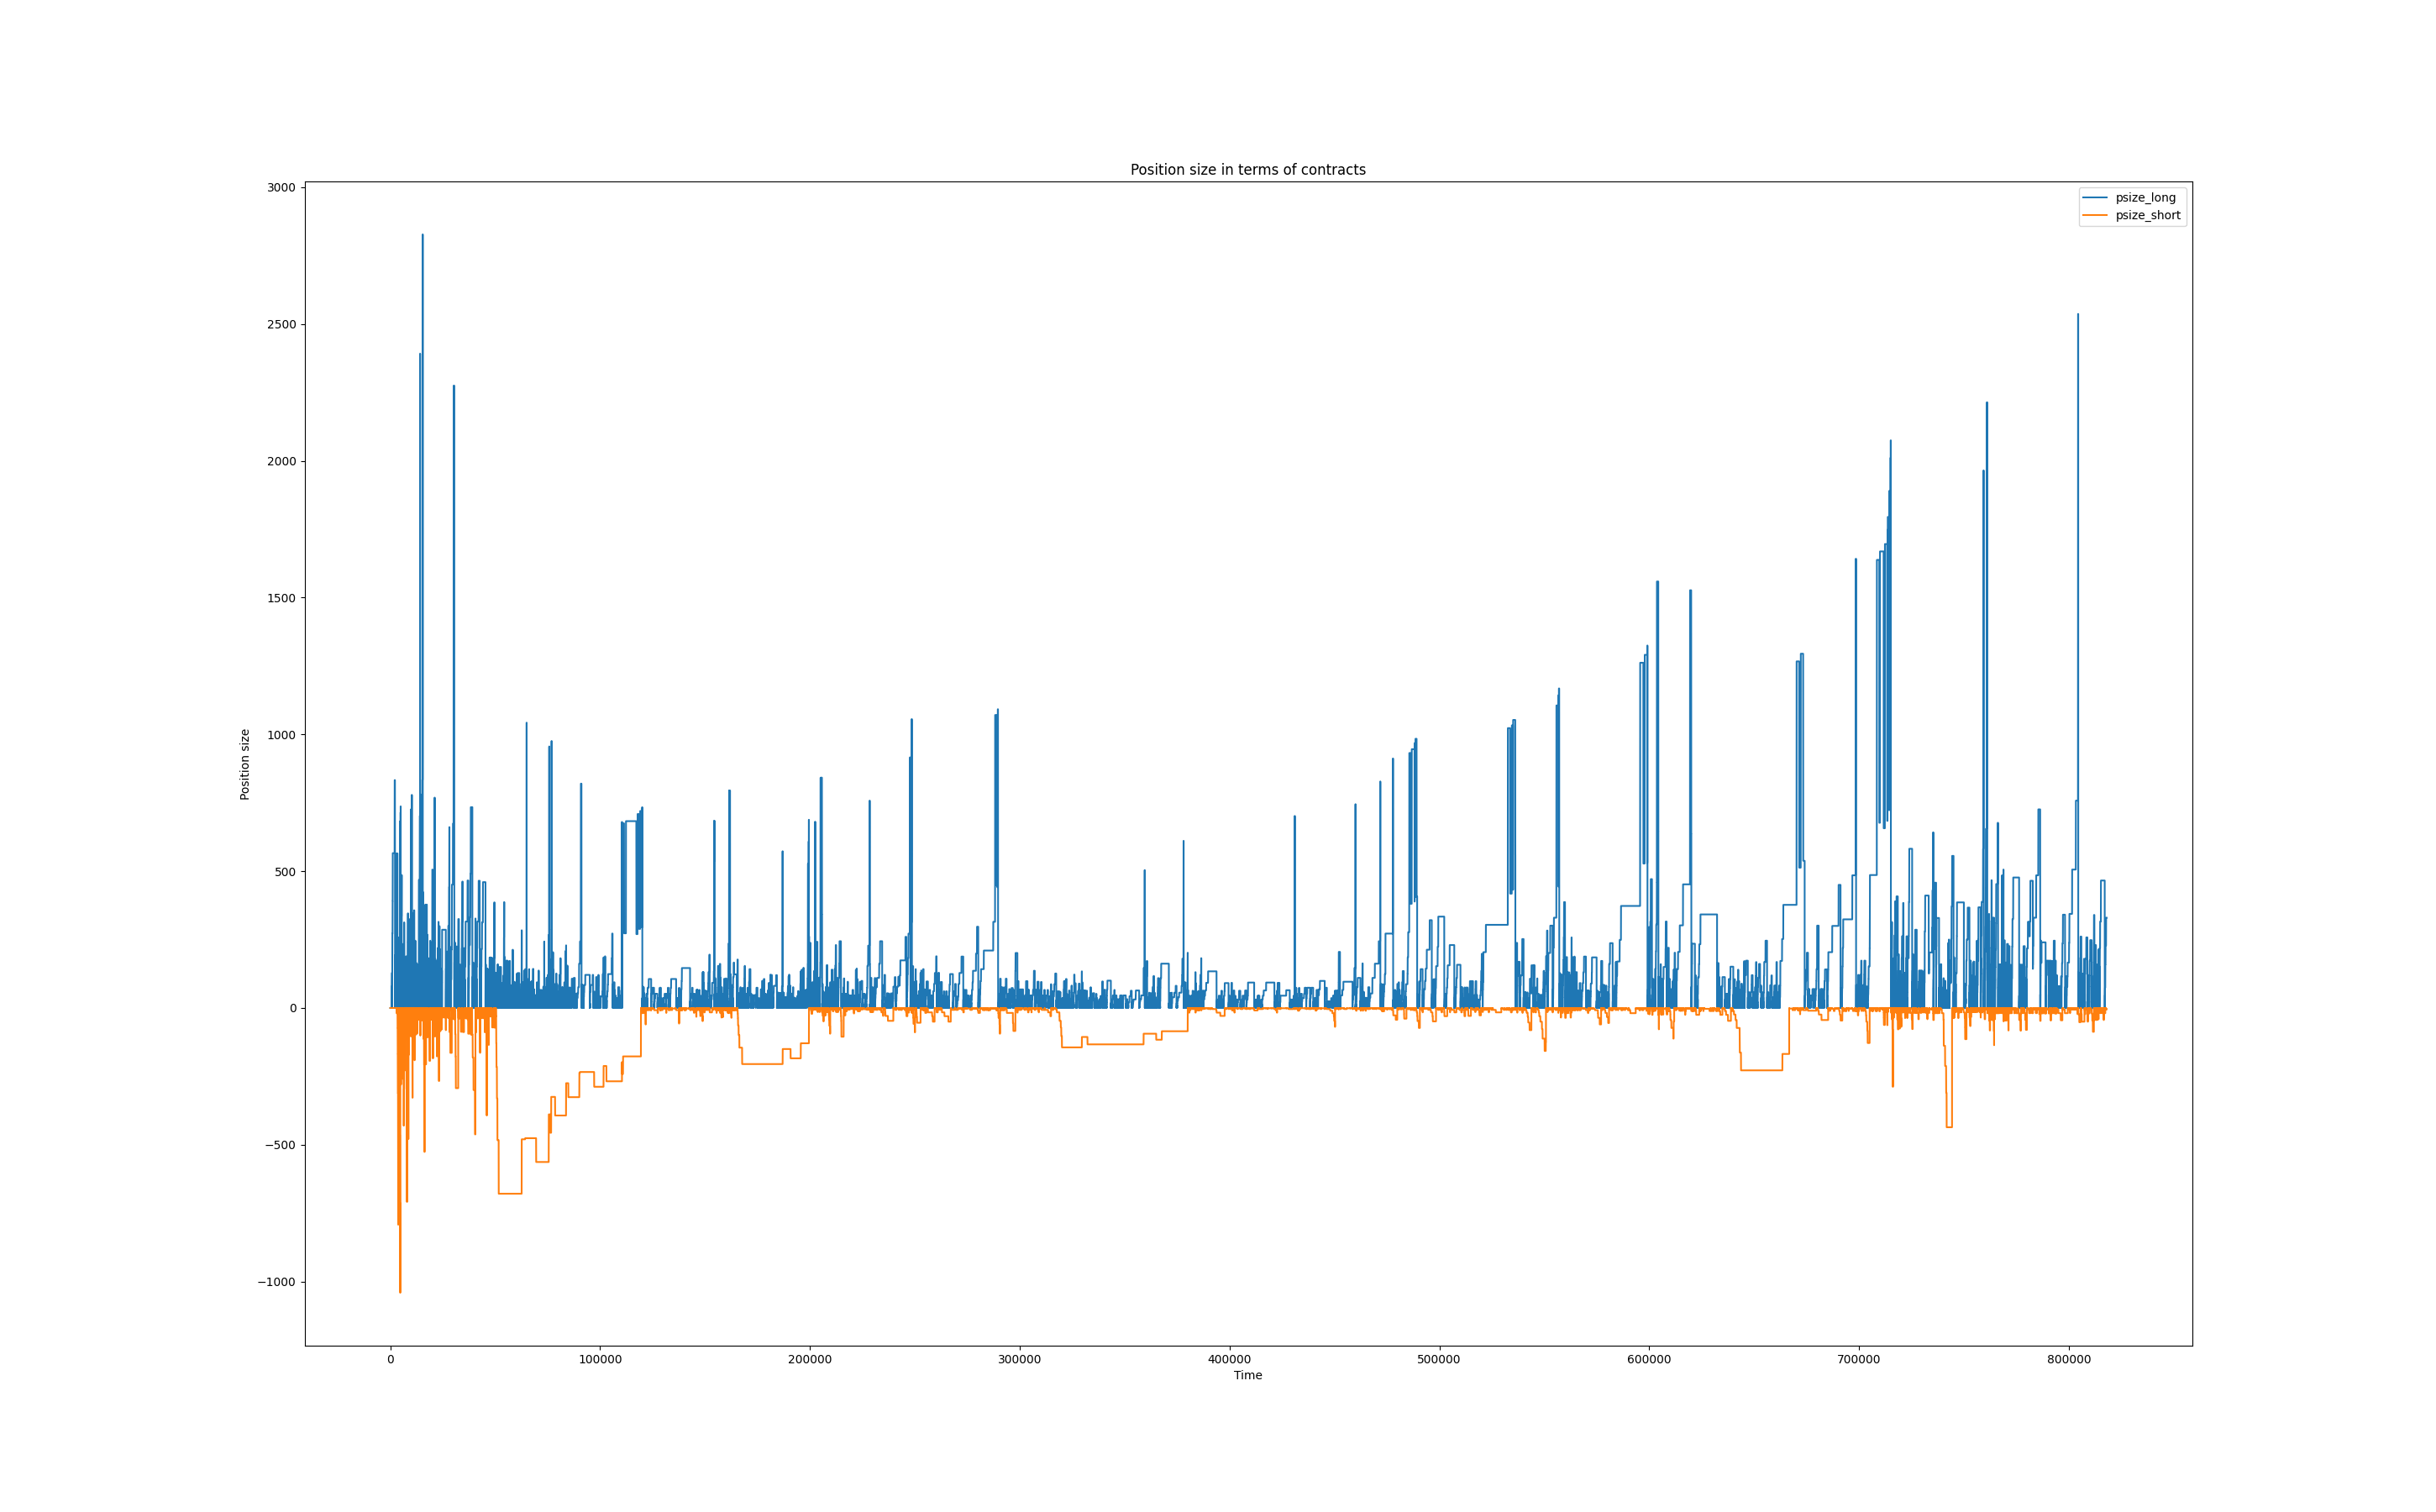 Position size in terms of contracts
psize_long
psize_short
3000
2500
2000
1500
1000
500
0
−500
−1000
Position size
0 100000 200000 300000 400000 500000 600000 700000 800000
Time